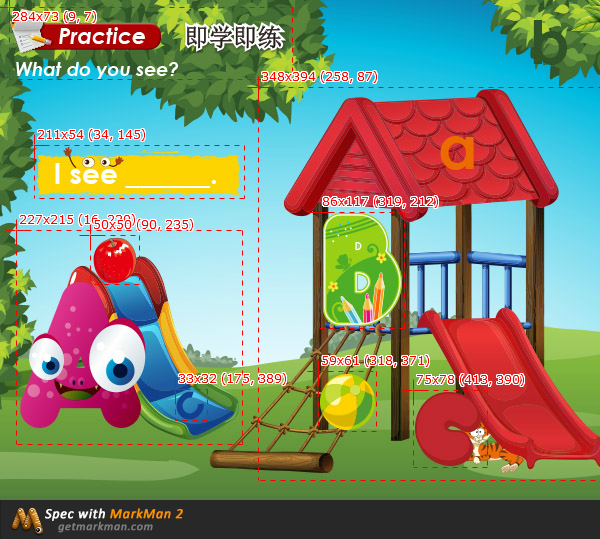 284x73 (9, 7)
Practice 即学即练
b
What do you see?
348x394 (258, 87)
211x54 (34, 145)
a
I see ______.
86x117 (319, 212)
227x215 (16,
50x50 (90, 235)
D
D
59x61 (318, 371)
33x32 (175, 389)
75x78 (413, 390)
c
c
Spec with MarkMan 2
getmarkman.com